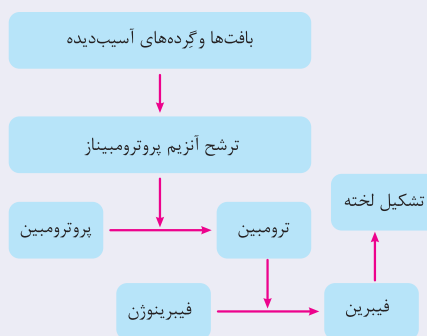 بافت‌ها و گِرده‌های آسیب‌دیده
ترشح آنزیم پروترومبیناز
تشکیل لخته
پروترومبین
ترومبین
فیبرینوژن
فیبرین